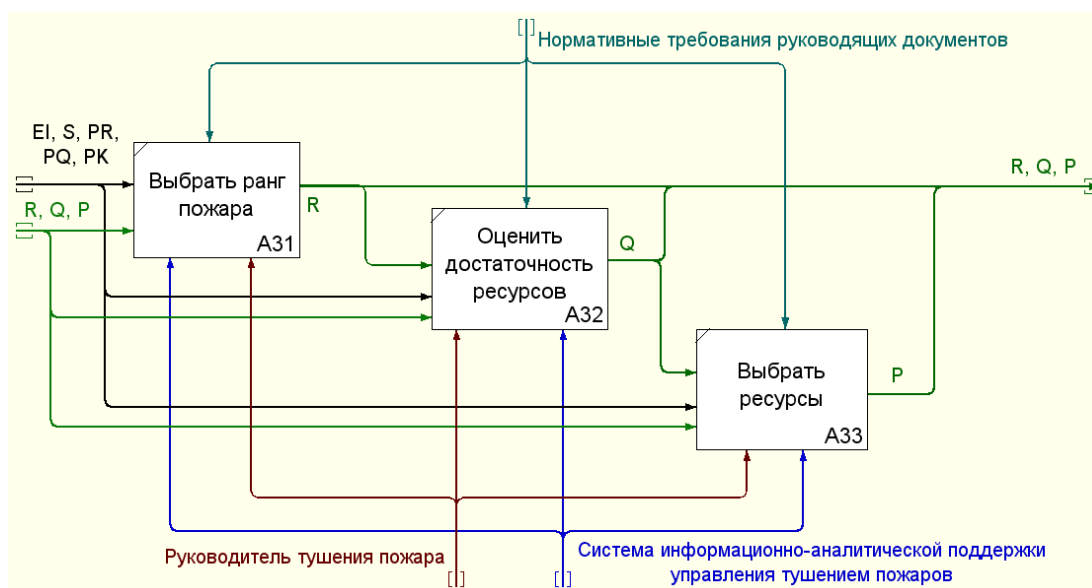 Нормативные требования руководящих документов
EI, S, PR,
PQ, PK
R, Q, P
Выбрать ранг
пожара
A31
R
R, Q, P
Оценить
достаточность
ресурсов
A32
Q
Выбрать
ресурсы
A33
P
Руководитель тушения пожара
Система информационно-аналитической поддержки
управления тушением пожаров